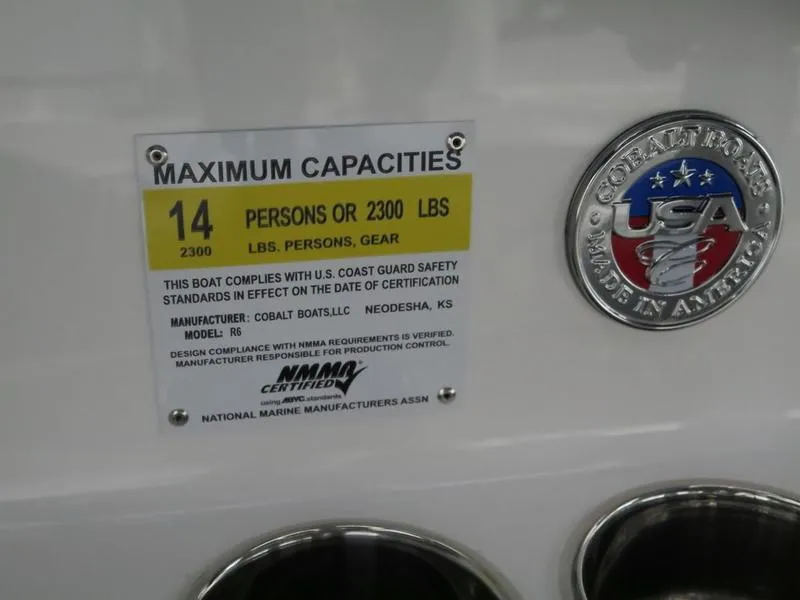 MAXIMUM CAPACITIES
14 PERSONS OR 2300 LBS
2300 LBS. PERSONS, GEAR
THIS BOAT COMPLIES WITH U.S. COAST GUARD SAFETY
STANDARDS IN EFFECT ON THE DATE OF CERTIFICATION
MANUFACTURER: COBALT BOATS,LLC NEODESHA, KS
MODEL: R6
DESIGN COMPLIANCE WITH NMMA REQUIREMENTS IS VERIFIED.
MANUFACTURER RESPONSIBLE FOR PRODUCTION CONTROL.
NMMA®
CERTIFIED
using ABYC standards
NATIONAL MARINE MANUFACTURERS ASSN
COBALT BOATS
USA
MADE IN AMERICA